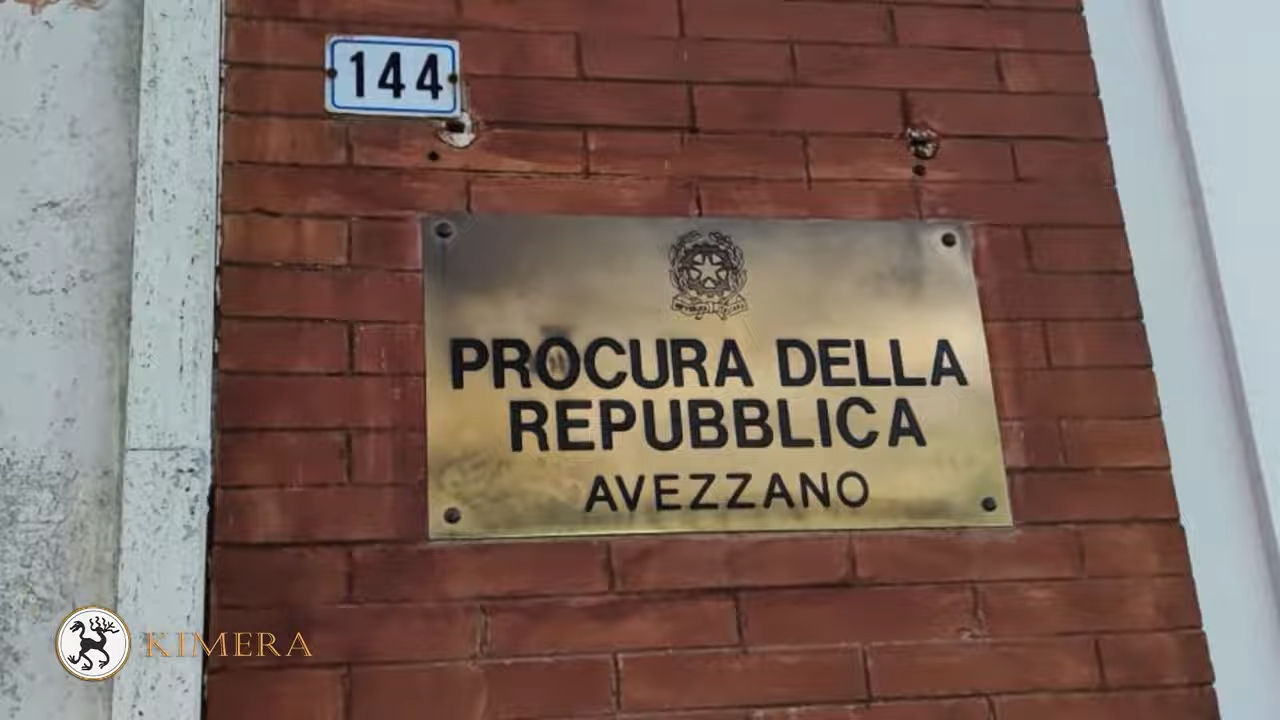 144
PROCURA DELLA
REPUBBLICA
AVEZZANO
KIMERA